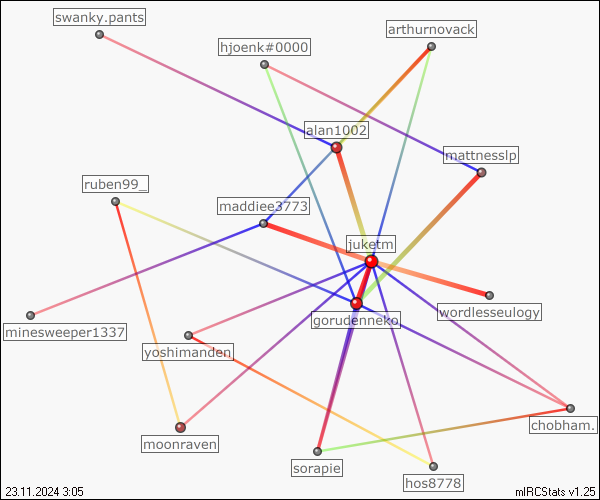 swanky.pants
arthurnovack
hjoenk#0000
alan1002
mattnesslp
ruben99_
maddiee3773
juketm
wordlesseulogy
gorudenneko
minesweeper1337
yoshimanden
chobham.
moonraven
sorapie
hos8778
23.11.2024 3:05
mIRCStats v1.25